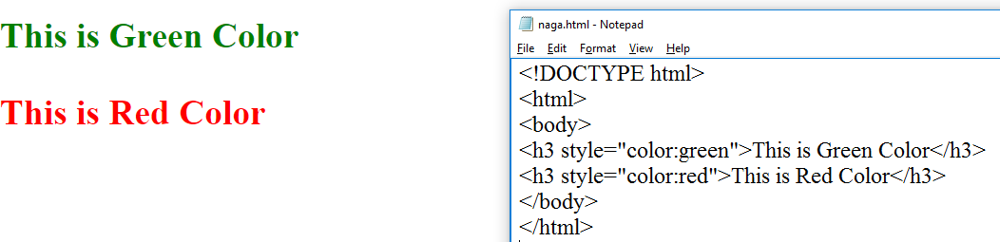 This is Green Color
This is Red Color
naga.html - Notepad
File Edit Format View Help
<!DOCTYPE html>
<html>
<body>
<h3 style="color:green">This is Green Color</h3>
<h3 style="color:red">This is Red Color</h3>
</body>
</html>